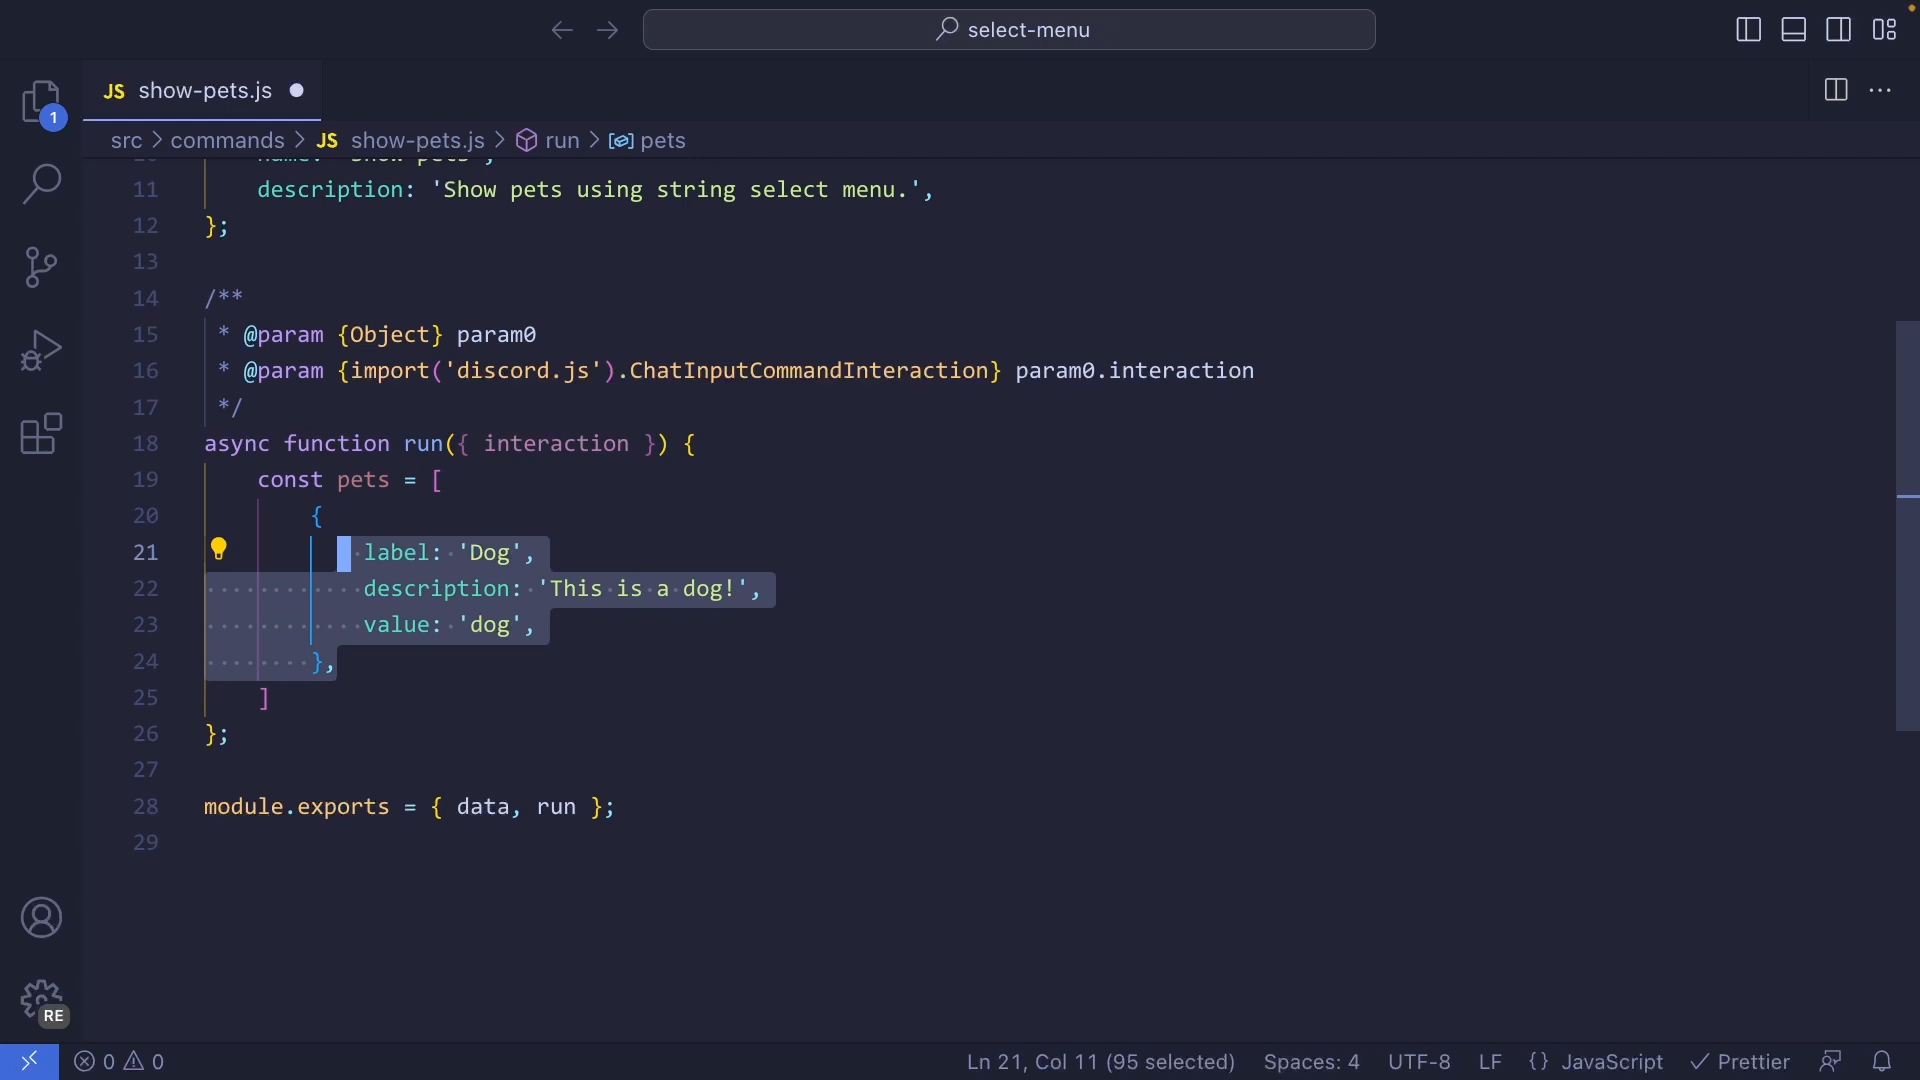 select-menu
JS show-pets.js
1
src > commands > JS show-pets.js > run > pets
11 description: 'Show pets using string select menu.',
12 };
13
14 /**
15 * @param {Object} param0
16 * @param {import('discord.js').ChatInputCommandInteraction} param0.interaction
17 */
18 async function run({ interaction }) {
19 const pets = [
20 {
21 label: 'Dog',
22 description: 'This is a dog!',
23 value: 'dog',
24 },
25 ]
26 };
27
28 module.exports = { data, run };
29
RE
0 0 Ln 21, Col 11 (95 selected) Spaces: 4 UTF-8 LF {} JavaScript Prettier